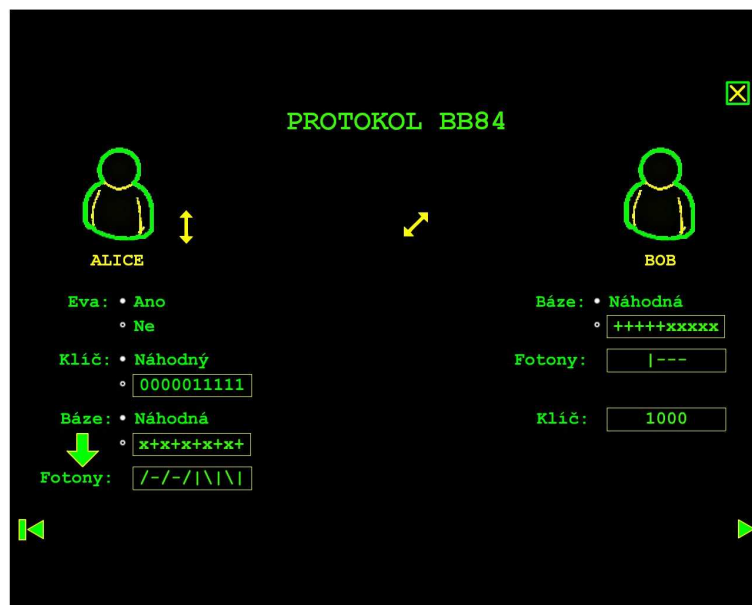 PROTOKOL BB84
ALICE
BOB
Eva: Ano
Ne
Klíč: Náhodný
0000011111
Báze: Náhodná
x+x+x+x+x+
Fotony: /-/-/|\|\|
Báze: Náhodná
+++++xxxxx
Fotony: |---
Klíč: 1000